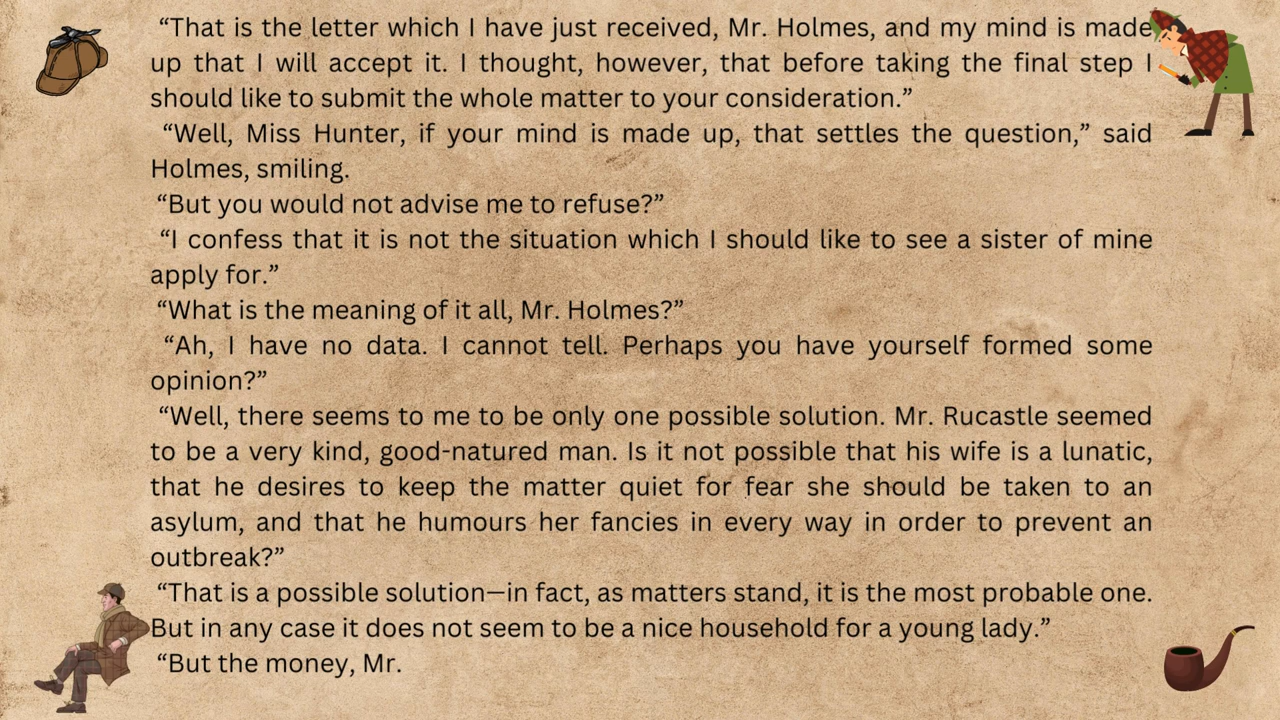 “That is the letter which I have just received, Mr. Holmes, and my mind is made
up that I will accept it. I thought, however, that before taking the final step I
should like to submit the whole matter to your consideration.”
“Well, Miss Hunter, if your mind is made up, that settles the question,” said
Holmes, smiling.
“But you would not advise me to refuse?”
“I confess that it is not the situation which I should like to see a sister of mine
apply for.”
“What is the meaning of it all, Mr. Holmes?”
“Ah, I have no data. I cannot tell. Perhaps you have yourself formed some
opinion?”
“Well, there seems to me to be only one possible solution. Mr. Rucastle seemed
to be a very kind, good-natured man. Is it not possible that his wife is a lunatic,
that he desires to keep the matter quiet for fear she should be taken to an
asylum, and that he humours her fancies in every way in order to prevent an
outbreak?”
“That is a possible solution—in fact, as matters stand, it is the most probable one.
But in any case it does not seem to be a nice household for a young lady.”
“But the money, Mr.